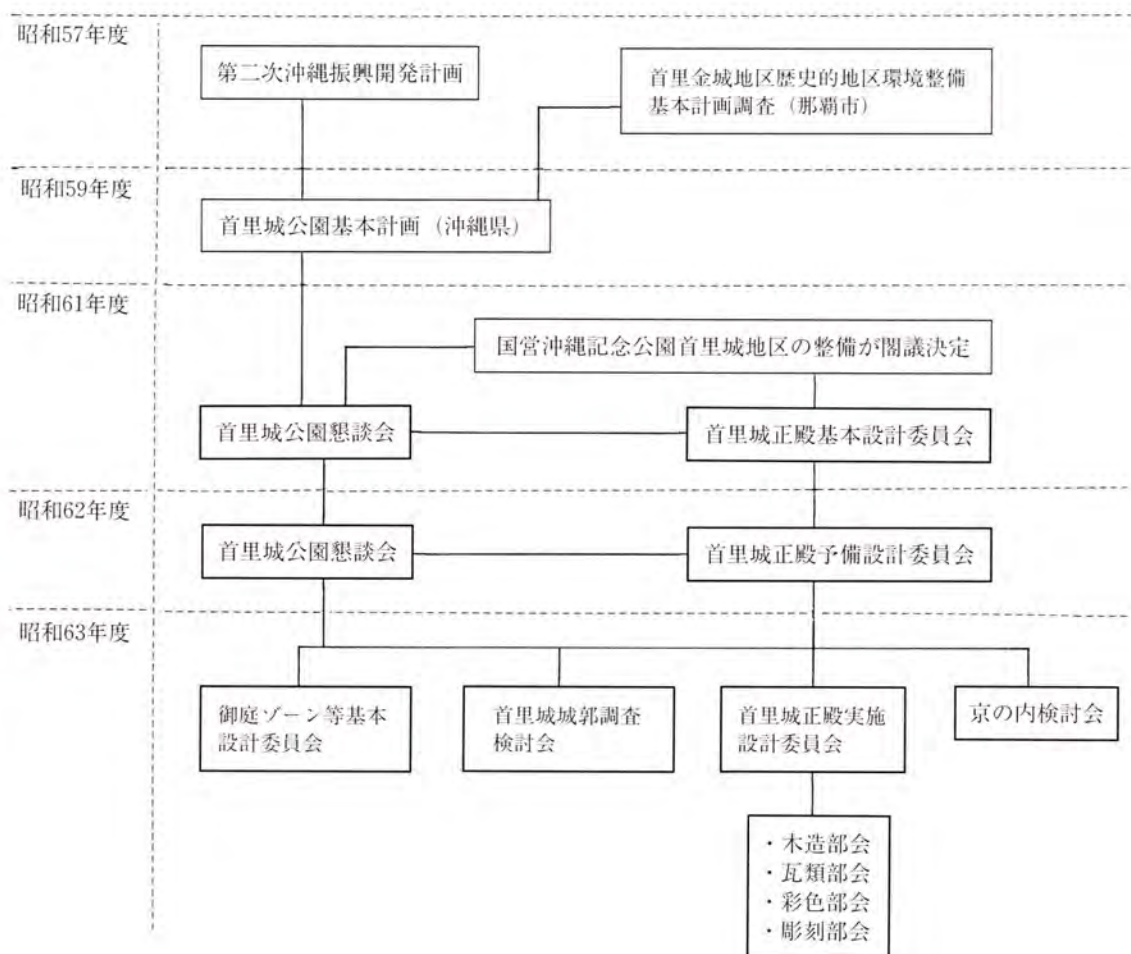 昭和57年度
第二次沖縄振興開発計画
首里金城地区歴史的地区環境整備
基本計画調査（那覇市）
昭和59年度
首里城公園基本計画（沖縄県）
昭和61年度
国営沖縄記念公園首里城地区の整備が閣議決定
首里城公園懇談会
首里城正殿基本設計委員会
昭和62年度
首里城公園懇談会
首里城正殿予備設計委員会
昭和63年度
御庭ゾーン等基本
設計委員会
首里城城郭調査
検討会
首里城正殿実施
設計委員会
京の内検討会
・木造部会
・瓦類部会
・彩色部会
・彫刻部会